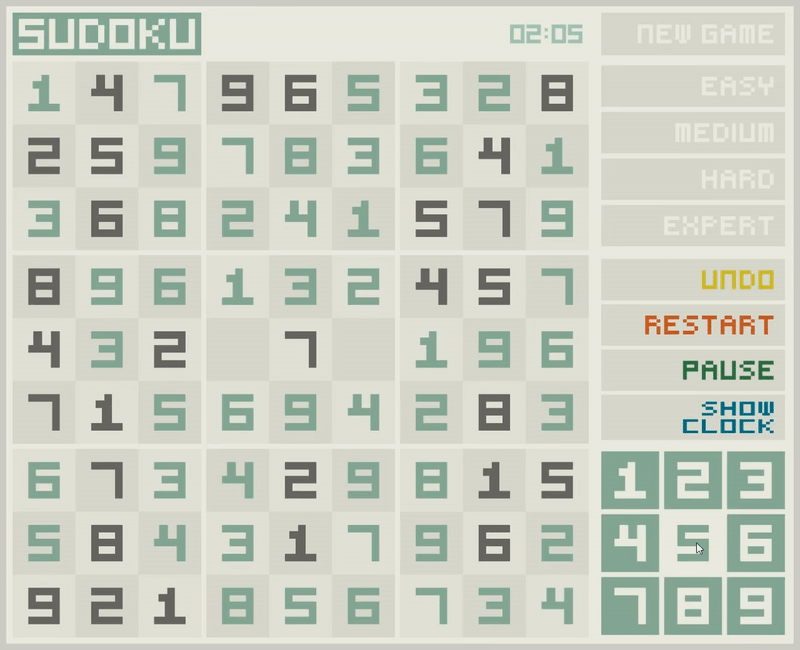 SUDOKU 02:05
1 4 7 9 6 5 3 2 8
2 5 9 7 8 3 6 4 1
3 6 8 2 4 1 5 7 9
8 9 6 1 3 2 4 5 7
4 3 2 7 1 9 6
7 1 5 6 9 4 2 8 3
6 7 3 4 2 9 8 1 5
5 8 4 3 1 7 9 6 2
9 2 1 8 5 6 7 3 4
NEW GAME
EASY
MEDIUM
HARD
EXPERT
UNDO
RESTART
PAUSE
SHOW
CLOCK
1 2 3
4 5 6
7 8 9